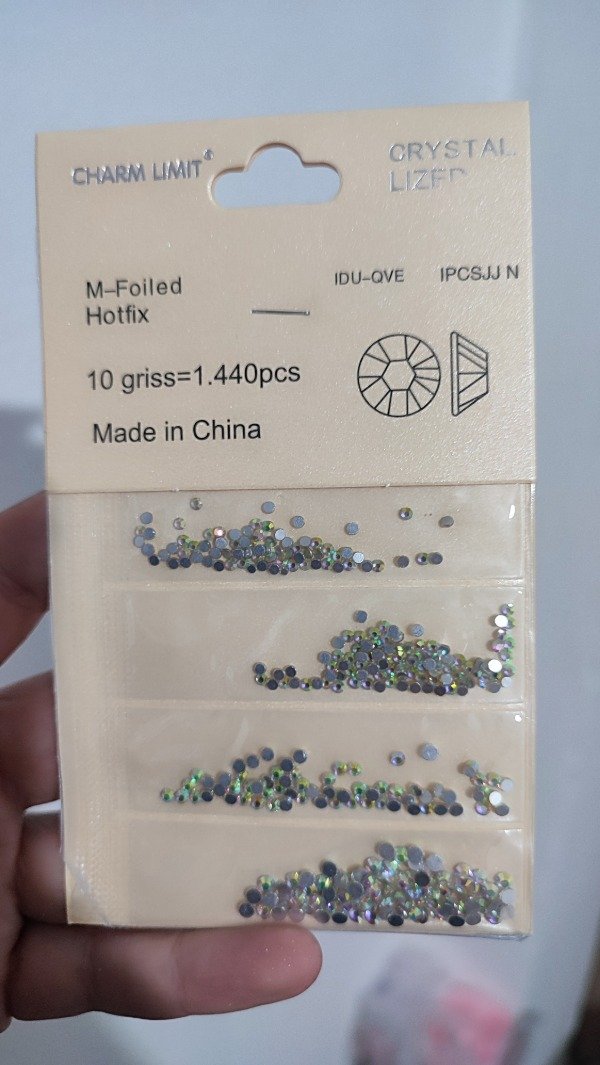 CHARM LIMIT®
CRYSTAL
M-Foiled
Hotfix
IDU-QVE IPCSJJ N
10 griss=1.440pcs
Made in China